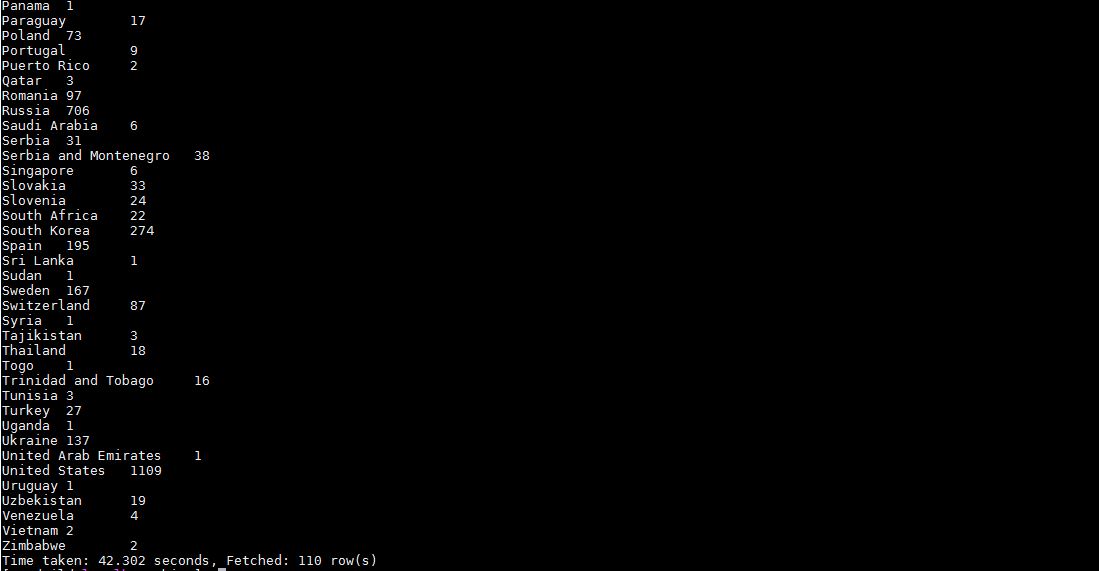 Panama 1
Paraguay 17
Poland 73
Portugal 9
Puerto Rico 2
Qatar 3
Romania 97
Russia 706
Saudi Arabia 6
Serbia 31
Serbia and Montenegro 38
Singapore 6
Slovakia 33
Slovenia 24
South Africa 22
South Korea 274
Spain 195
Sri Lanka 1
Sudan 1
Sweden 167
Switzerland 87
Syria 1
Tajikistan 3
Thailand 18
Togo 1
Trinidad and Tobago 16
Tunisia 3
Turkey 27
Uganda 1
Ukraine 137
United Arab Emirates 1
United States 1109
Uruguay 1
Uzbekistan 19
Venezuela 4
Vietnam 2
Zimbabwe 2
Time taken: 42.302 seconds, Fetched: 110 row(s)